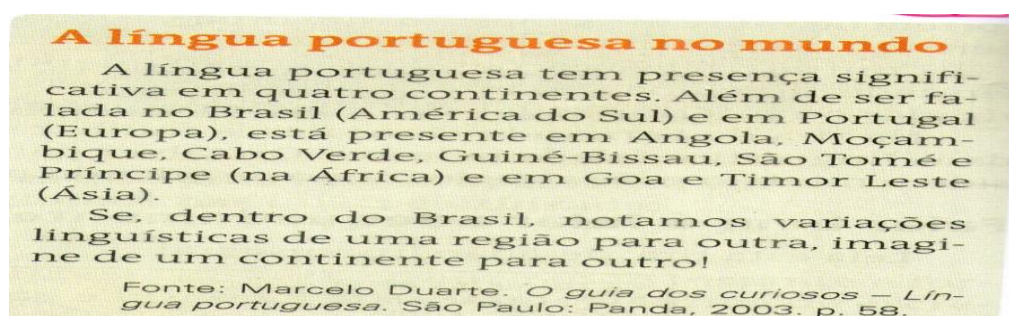 A língua portuguesa no mundo
A língua portuguesa tem presença signifi-
cativa em quatro continentes. Além de ser fa-
lada no Brasil (América do Sul) e em Portugal
(Europa), está presente em Angola, Moçam-
bique, Cabo Verde, Guiné-Bissau, São Tomé e
Príncipe (na África) e em Goa e Timor Leste
(Ásia).
Se, dentro do Brasil, notamos variações
linguísticas de uma região para outra, imagi-
ne de um continente para outro!
Fonte: Marcelo Duarte. O guia dos curiosos — Lín-
gua portuguesa. São Paulo: Panda, 2003. p. 58.